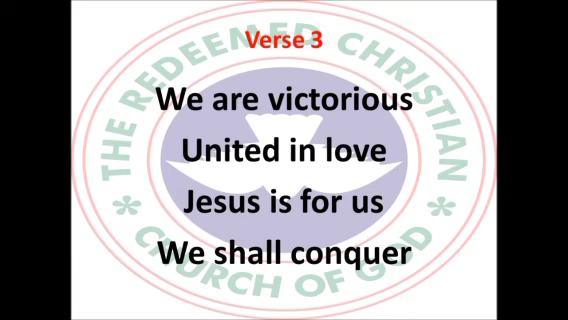 Verse 3
THE REDEEMED CHRISTIAN
We are victorious
United in love
Jesus is for us
We shall conquer
CHURCH OF GOD